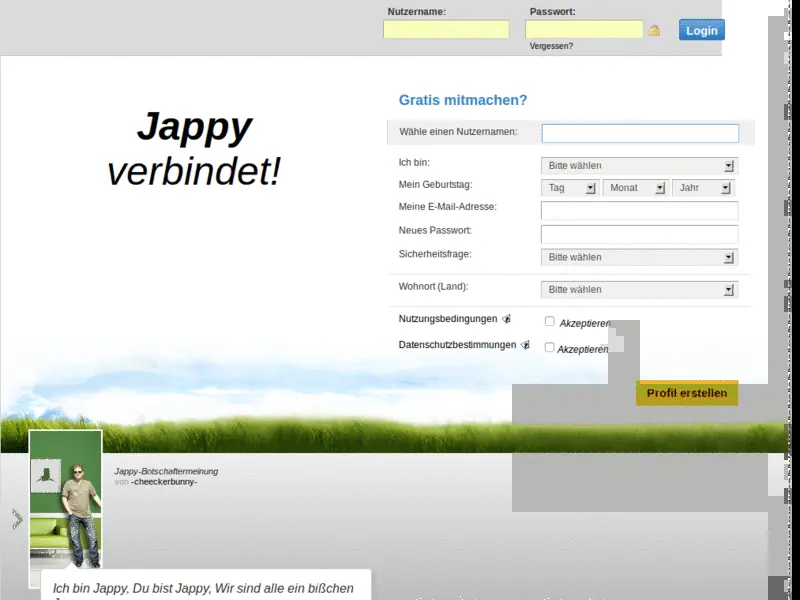 Nutzername: Passwort:
Login
Vergessen?
Jappy
verbindet!
Gratis mitmachen?
Wähle einen Nutzernamen:
Ich bin: Bitte wählen
Mein Geburtstag: Tag Monat Jahr
Meine E-Mail-Adresse:
Neues Passwort:
Sicherheitsfrage: Bitte wählen
Wohnort (Land): Bitte wählen
Nutzungsbedingungen Akzeptieren
Datenschutzbestimmungen Akzeptieren
Profil erstellen
Jappy-Botschaftermeinung
von -cheeckerbunny-
Ich bin Jappy, Du bist Jappy, Wir sind alle ein bißchen